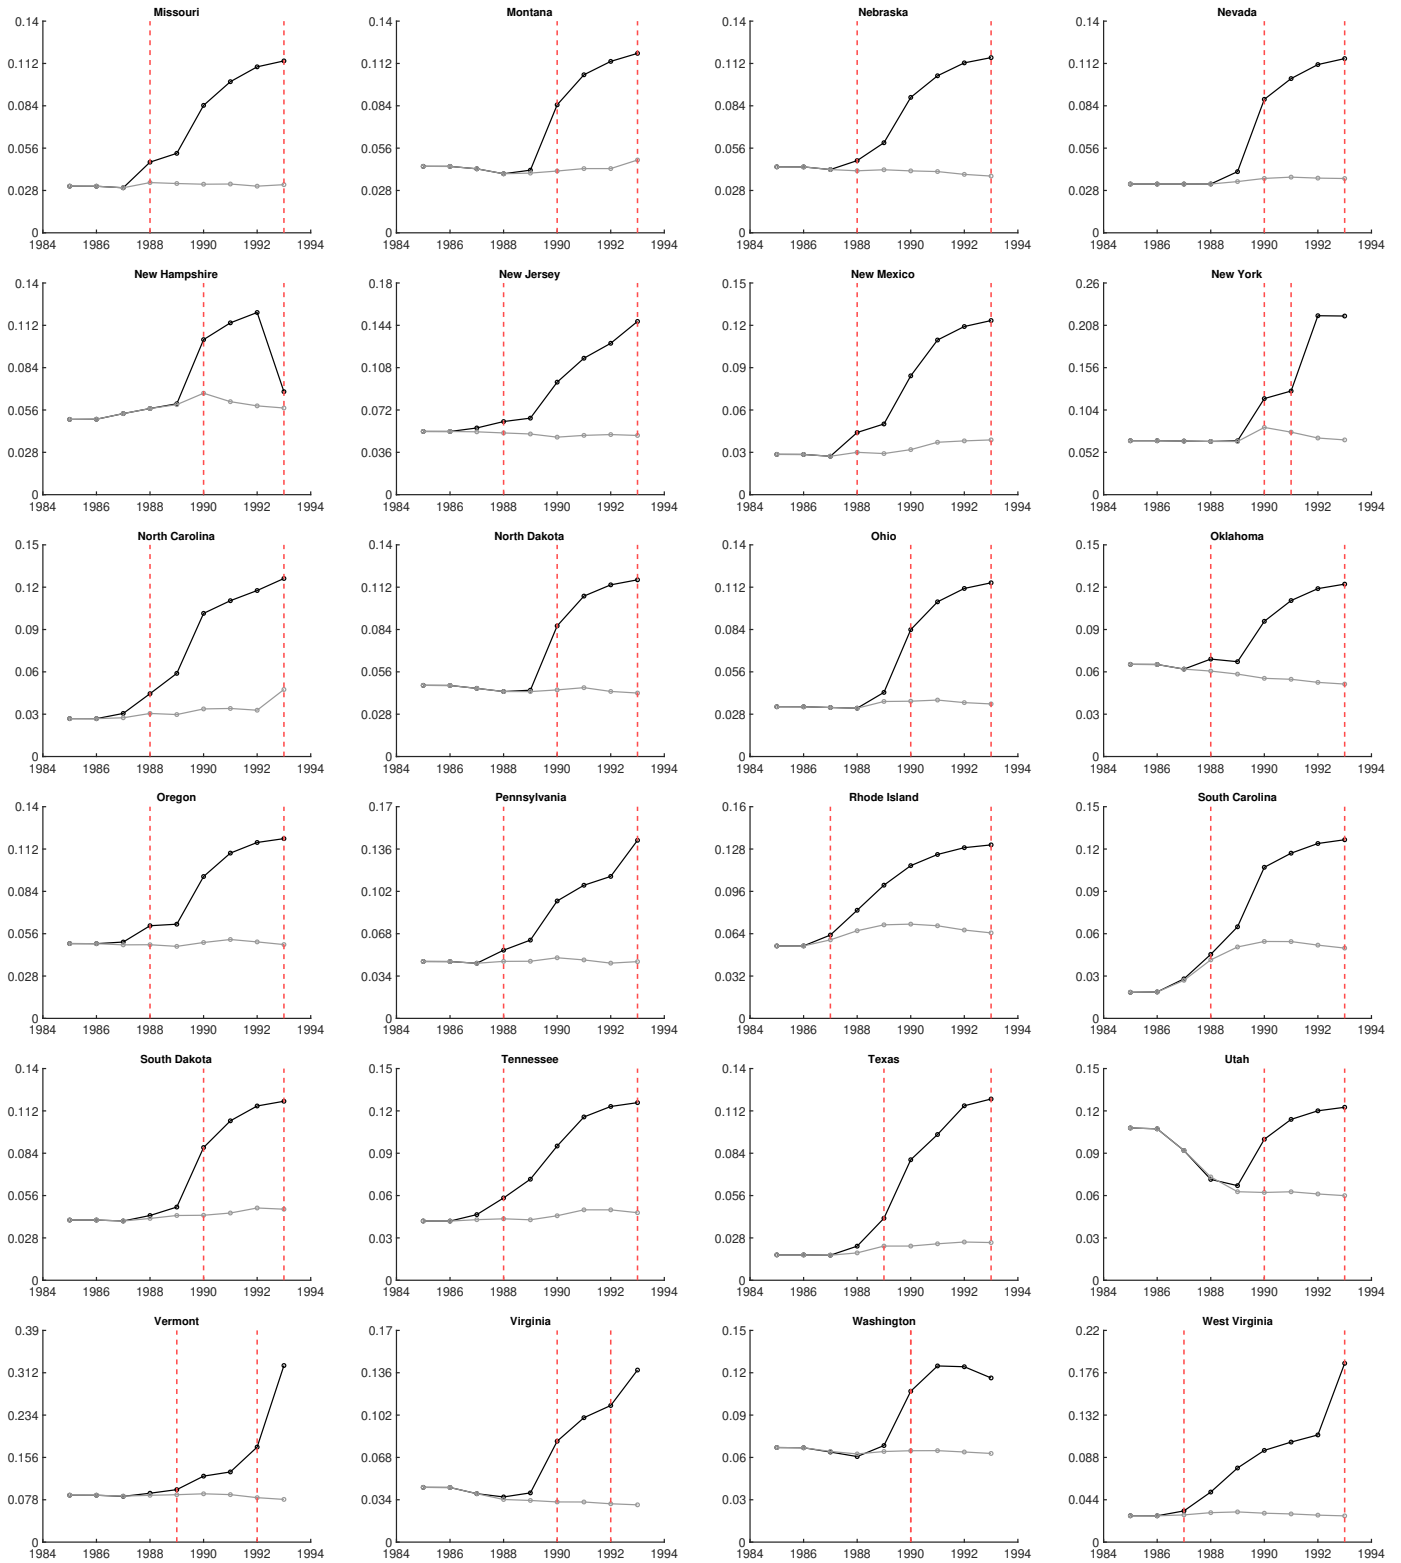 Missouri Montana Nebraska Nevada
0.14 0.14 0.14 0.14
0.112 0.112 0.112 0.112
0.084 0.084 0.084 0.084
0.056 0.056 0.056 0.056
0.028 0.028 0.028 0.028
0 0 0 0
1984 1986 1988 1990 1992 1994 1984 1986 1988 1990 1992 1994 1984 1986 1988 1990 1992 1994 1984 1986 1988 1990 1992 1994
New Hampshire New Jersey New Mexico New York
0.14 0.18 0.15 0.26
0.112 0.144 0.12 0.208
0.084 0.108 0.09 0.156
0.056 0.072 0.06 0.104
0.028 0.036 0.03 0.052
0 0 0 0
1984 1986 1988 1990 1992 1994 1984 1986 1988 1990 1992 1994 1984 1986 1988 1990 1992 1994 1984 1986 1988 1990 1992 1994
North Carolina North Dakota Ohio Oklahoma
0.15 0.14 0.14 0.15
0.12 0.112 0.112 0.12
0.09 0.084 0.084 0.09
0.06 0.056 0.056 0.06
0.03 0.028 0.028 0.03
0 0 0 0
1984 1986 1988 1990 1992 1994 1984 1986 1988 1990 1992 1994 1984 1986 1988 1990 1992 1994 1984 1986 1988 1990 1992 1994
Oregon Pennsylvania Rhode Island South Carolina
0.14 0.17 0.16 0.15
0.112 0.136 0.128 0.12
0.084 0.102 0.096 0.09
0.056 0.068 0.064 0.06
0.028 0.034 0.032 0.03
0 0 0 0
1984 1986 1988 1990 1992 1994 1984 1986 1988 1990 1992 1994 1984 1986 1988 1990 1992 1994 1984 1986 1988 1990 1992 1994
South Dakota Tennessee Texas Utah
0.14 0.15 0.14 0.15
0.112 0.12 0.112 0.12
0.084 0.09 0.084 0.09
0.056 0.06 0.056 0.06
0.028 0.03 0.028 0.03
0 0 0 0
1984 1986 1988 1990 1992 1994 1984 1986 1988 1990 1992 1994 1984 1986 1988 1990 1992 1994 1984 1986 1988 1990 1992 1994
Vermont Virginia Washington West Virginia
0.39 0.17 0.15 0.22
0.312 0.136 0.12 0.176
0.234 0.102 0.09 0.132
0.156 0.068 0.06 0.088
0.078 0.034 0.03 0.044
0 0 0 0
1984 1986 1988 1990 1992 1994 1984 1986 1988 1990 1992 1994 1984 1986 1988 1990 1992 1994 1984 1986 1988 1990 1992 1994